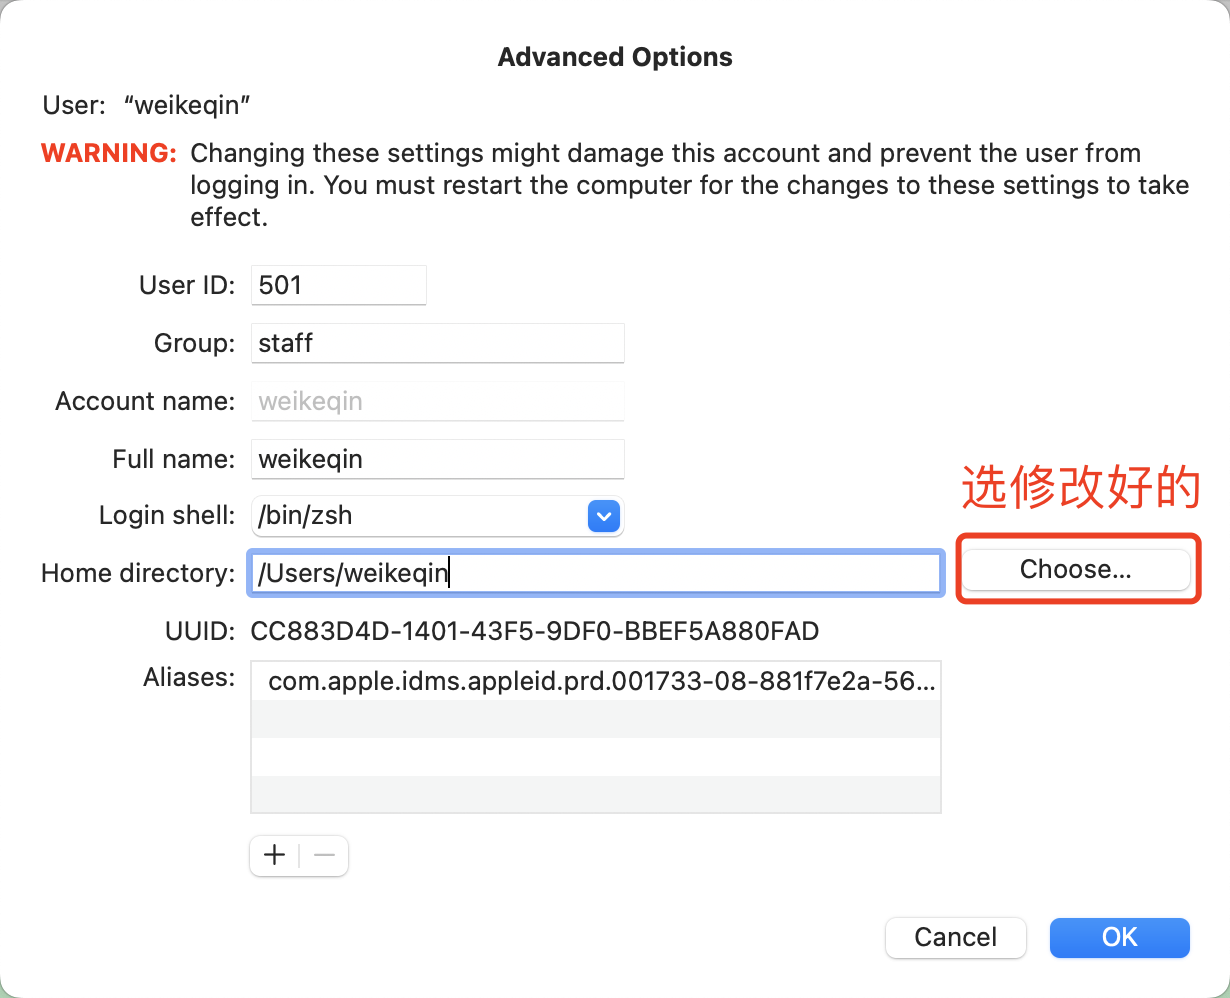 Advanced Options
User: “weikeqin”
WARNING: Changing these settings might damage this account and prevent the user from
logging in. You must restart the computer for the changes to these settings to take
effect.
User ID: 501
Group: staff
Account name: weikeqin
Full name: weikeqin
选修改好的
Login shell: /bin/zsh
Home directory: /Users/weikeqin Choose...
UUID: CC883D4D-1401-43F5-9DF0-BBEF5A880FAD
Aliases: com.apple.idms.appleid.prd.001733-08-881f7e2a-56...
Cancel OK